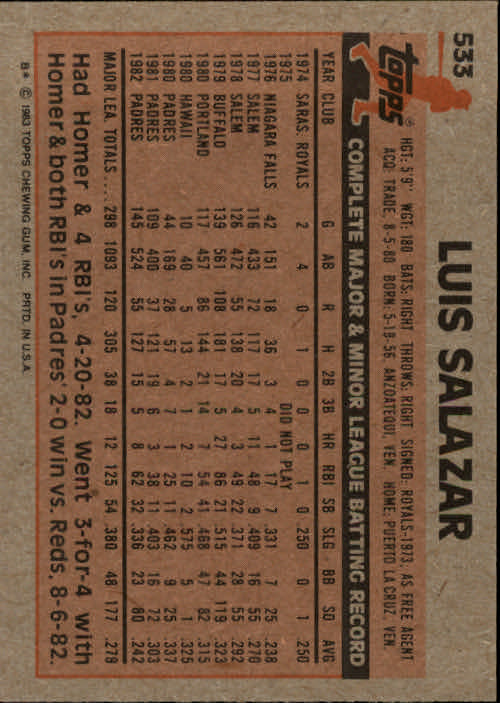 533
topps®
LUIS SALAZAR
HGT: 5'9" WGT: 180 BATS: RIGHT THROWS: RIGHT SIGNED: ROYALS-1973, AS FREE AGENT
ACQ: TRADE, 8-5-80 BORN: 5-19-56, ANZOATEQUI, VEN. HOME: PUERTO LA CRUZ, VEN.
COMPLETE MAJOR & MINOR LEAGUE BATTING RECORD
YEAR CLUB G AB R H 2B 3B HR RBI SB SLG BB SO AVG
1974 SARAS. ROYALS 2 4 0 1 0 0 0 1 0 .250 0 1 .250
1975 DID NOT PLAY
1976 NIAGARA FALLS 42 151 18 36 3 4 1 17 7 .331 7 25 .238
1977 SALEM 116 433 72 117 17 5 11 48 9 .409 16 55 .270
1978 SALEM 126 472 55 138 20 4 3 49 22 .371 28 55 .292
1979 BUFFALO 139 561 108 181 17 5 27 86 21 .515 44 119 .323
1980 PORTLAND 117 457 86 144 21 14 7 54 41 .468 47 82 .315
1980 HAWAII 10 40 5 13 2 1 2 10 2 .575 5 1 .325
1980 PADRES 44 169 28 57 4 7 1 25 11 .462 9 25 .337
1981 PADRES 109 400 37 121 19 6 3 38 11 .403 16 72 .303
1982 PADRES 145 524 55 127 15 5 8 62 32 .336 23 80 .242
MAJOR LEA. TOTALS .... 298 1093 120 305 38 18 12 125 54 .380 48 177 .279
Had Homer & 4 RBI's, 4-20-82. Went 3-for-4 with
Homer & both RBI's in Padres' 2-0 win vs. Reds, 8-6-82.
B* © 1983 TOPPS CHEWING GUM, INC. PRTD. IN U.S.A.